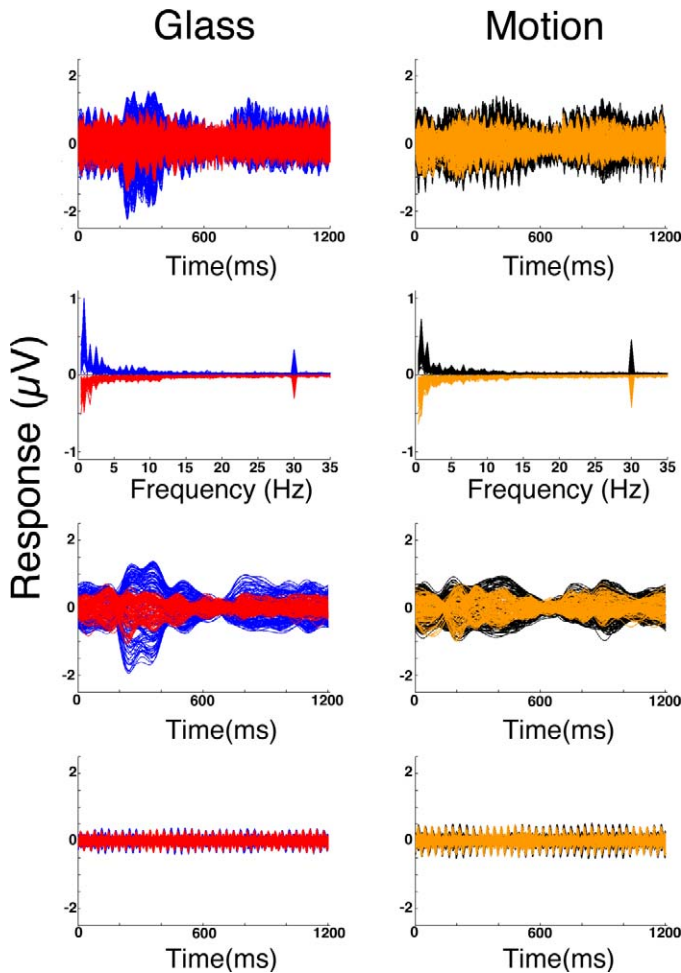 Glass Motion
2 2
0 0
-2 -2
0 600 1200 0 600 1200
Time(ms) Time(ms)
1 1
0 0
-1 -1
0 5 10 15 20 25 30 35 0 5 10 15 20 25 30 35
Frequency (Hz) Frequency (Hz)
Response (µV)
2 2
0 0
-2 -2
0 600 1200 0 600 1200
Time(ms) Time(ms)
2 2
0 0
-2 -2
0 600 1200 0 600 1200
Time(ms) Time(ms)